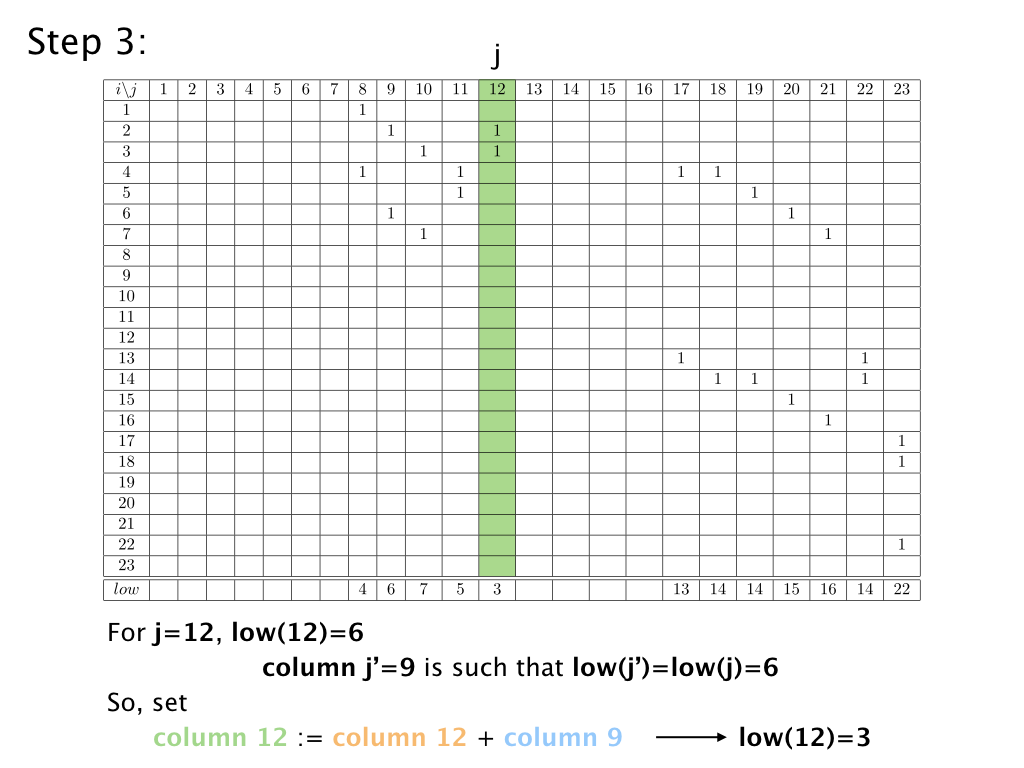 Step 3:
j
i\j 1 2 3 4 5 6 7 8 9 10 11 12 13 14 15 16 17 18 19 20 21 22 23
1 1
2 1 1
3 1 1
4 1 1 1 1
5 1 1
6 1 1
7 1 1
8
9
10
11
12
13 1 1
14 1 1 1
15 1
16 1
17 1
18 1
19
20
21
22 1
23
low 4 6 7 5 3 13 14 14 15 16 14 22
For j=12, low(12)=6
column j’=9 is such that low(j’)=low(j)=6
So, set
column 12 := column 12 + column 9 ⟶ low(12)=3